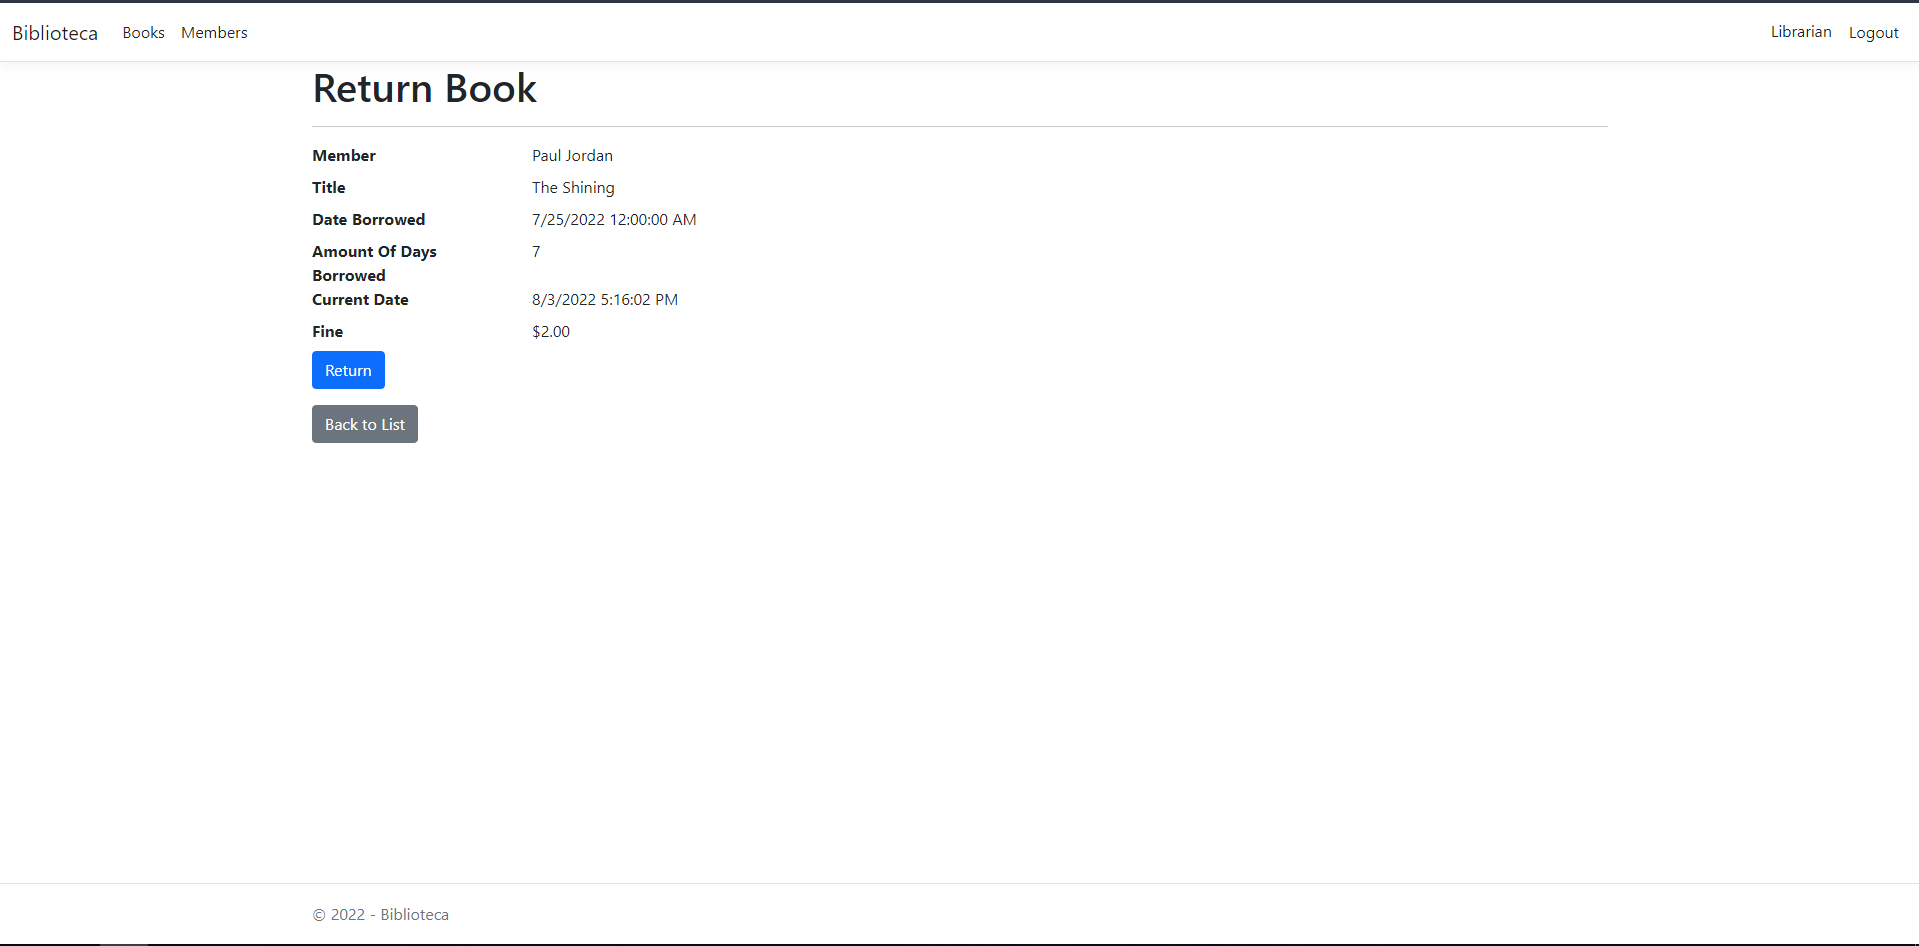 Biblioteca Books Members Librarian Logout
Return Book
Member Paul Jordan
Title The Shining
Date Borrowed 7/25/2022 12:00:00 AM
Amount Of Days 7
Borrowed
Current Date 8/3/2022 5:16:02 PM
Fine $2.00
Return
Back to List
© 2022 - Biblioteca